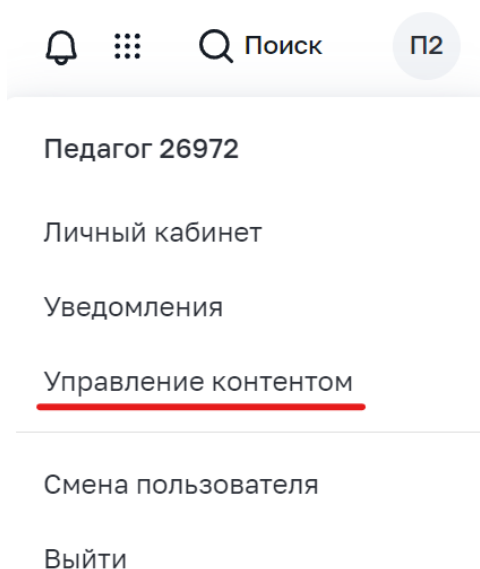 Поиск П2
Педагог 26972
Личный кабинет
Уведомления
Управление контентом
Смена пользователя
Выйти